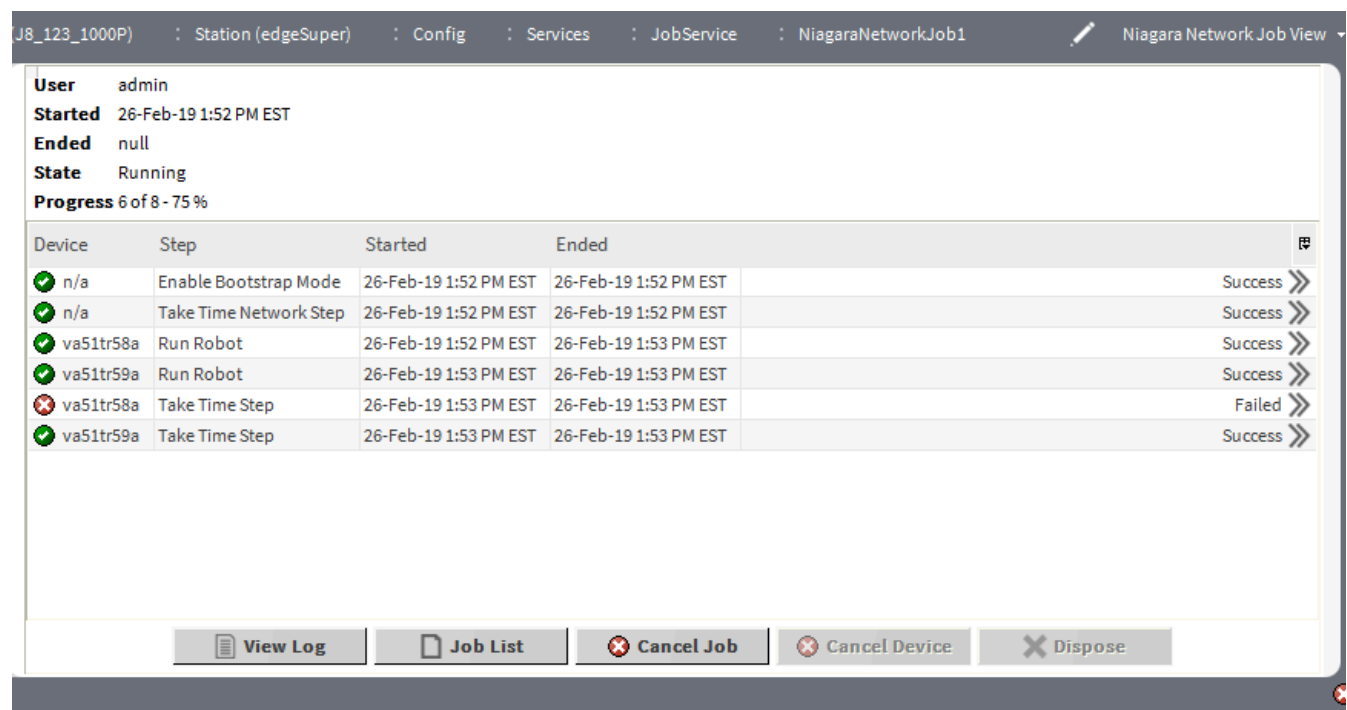 (J8_123_1000P) : Station (edgeSuper) : Config : Services : JobService : NiagaraNetworkJob1 Niagara Network Job View
User admin
Started 26-Feb-19 1:52 PM EST
Ended null
State Running
Progress 6 of 8 - 75 %
Device Step Started Ended
n/a Enable Bootstrap Mode 26-Feb-19 1:52 PM EST 26-Feb-19 1:52 PM EST Success
n/a Take Time Network Step 26-Feb-19 1:52 PM EST 26-Feb-19 1:52 PM EST Success
va51tr58a Run Robot 26-Feb-19 1:52 PM EST 26-Feb-19 1:53 PM EST Success
va51tr59a Run Robot 26-Feb-19 1:53 PM EST 26-Feb-19 1:53 PM EST Success
va51tr58a Take Time Step 26-Feb-19 1:53 PM EST 26-Feb-19 1:53 PM EST Failed
va51tr59a Take Time Step 26-Feb-19 1:53 PM EST 26-Feb-19 1:53 PM EST Success
View Log Job List Cancel Job Cancel Device Dispose